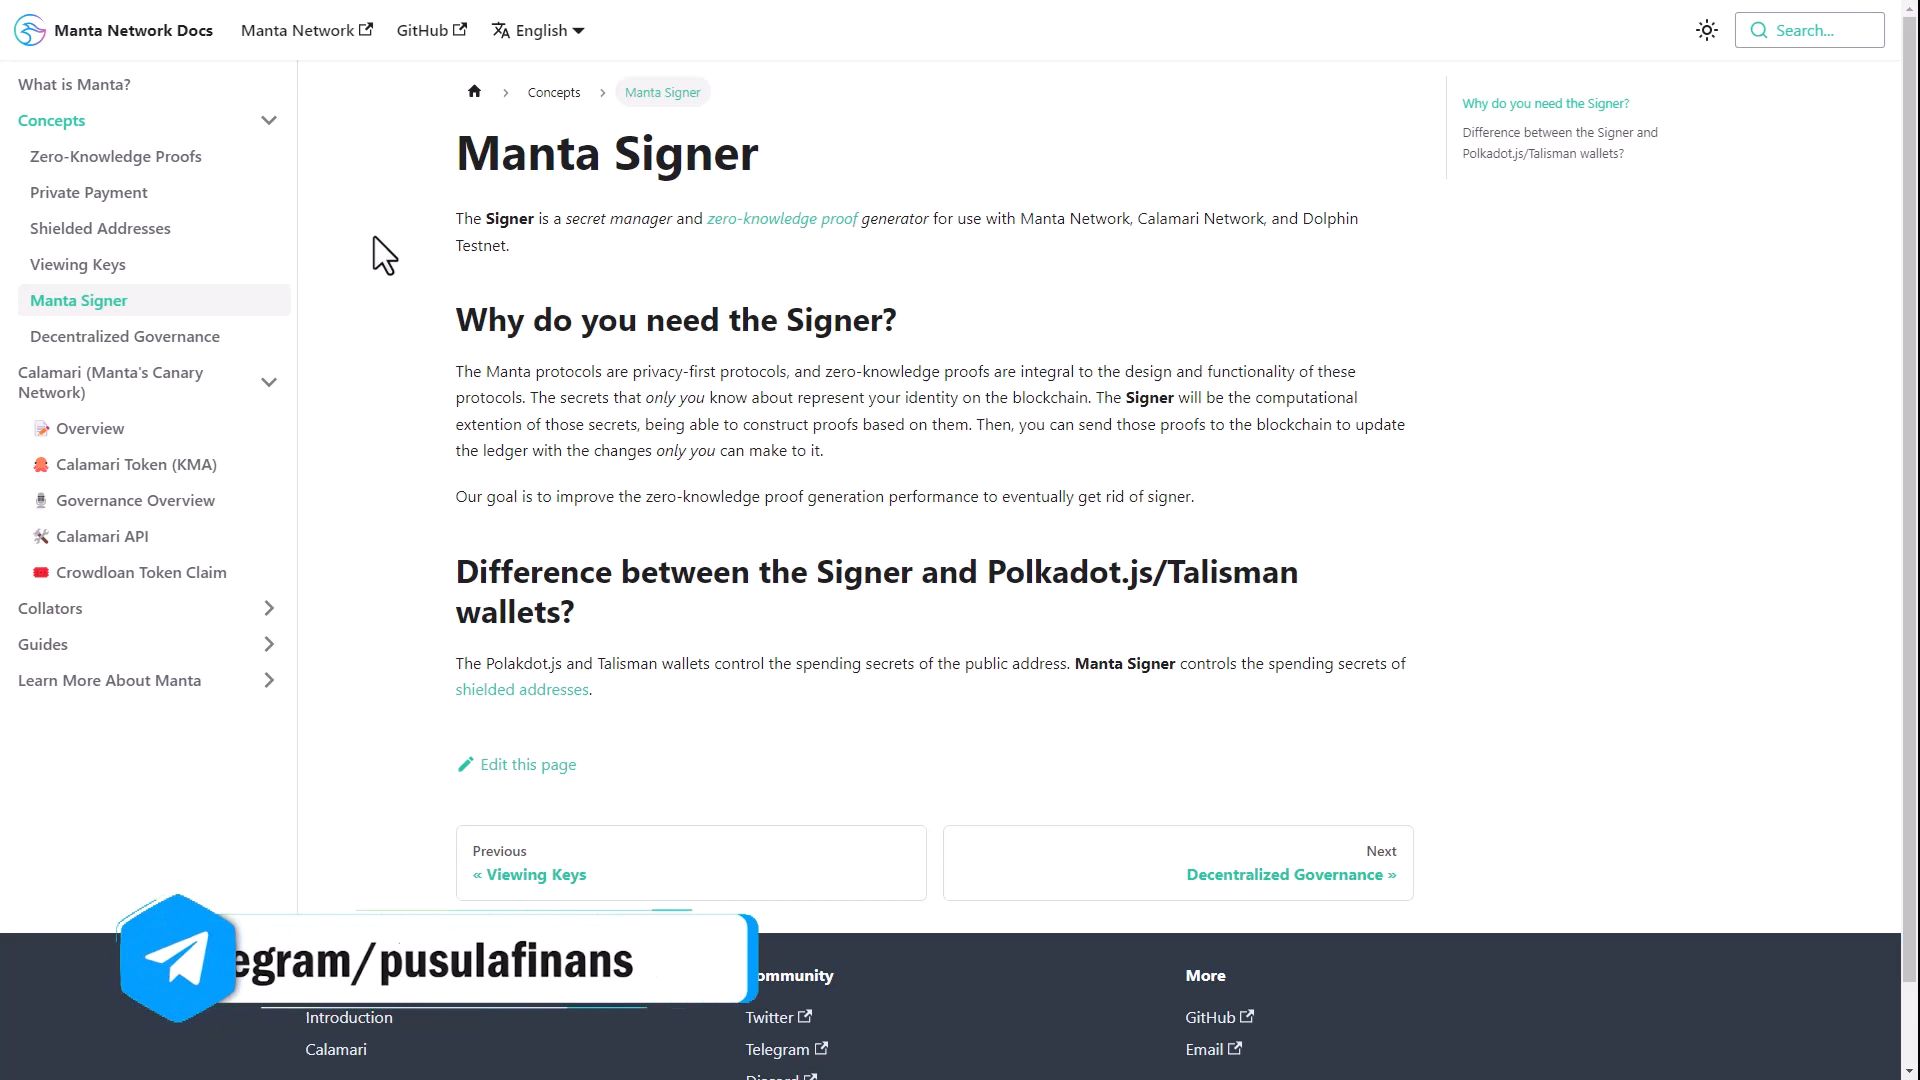 Manta Network Docs
Manta Network
GitHub
English
Search...
What is Manta?
Concepts
Zero-Knowledge Proofs
Private Payment
Shielded Addresses
Viewing Keys
Manta Signer
Decentralized Governance
Calamari (Manta's Canary
Network)
Overview
Calamari Token (KMA)
Governance Overview
Calamari API
Crowdloan Token Claim
Collators
Guides
Learn More About Manta
Concepts
Manta Signer
Manta Signer
The Signer is a secret manager and zero-knowledge proof generator for use with Manta Network, Calamari Network, and Dolphin
Testnet.
Why do you need the Signer?
The Manta protocols are privacy-first protocols, and zero-knowledge proofs are integral to the design and functionality of these
protocols. The secrets that only you know about represent your identity on the blockchain. The Signer will be the computational
extention of those secrets, being able to construct proofs based on them. Then, you can send those proofs to the blockchain to update
the ledger with the changes only you can make to it.
Our goal is to improve the zero-knowledge proof generation performance to eventually get rid of signer.
Difference between the Signer and Polkadot.js/Talisman
wallets?
The Polakdot.js and Talisman wallets control the spending secrets of the public address. Manta Signer controls the spending secrets of
shielded addresses.
Edit this page
Previous
« Viewing Keys
Next
Decentralized Governance »
Why do you need the Signer?
Difference between the Signer and
Polkadot.js/Talisman wallets?
egram/pusulafinans
Introduction
Calamari
ommunity
Twitter
Telegram
Discord
More
GitHub
Email